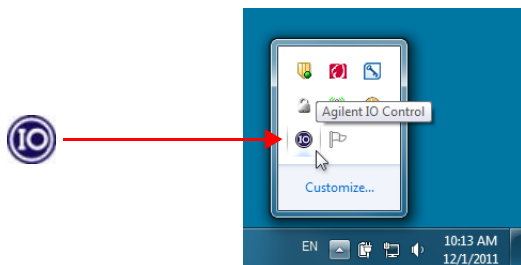 Agilent IO Control
IO
IO
Customize...
EN
10:13 AM
12/1/2011